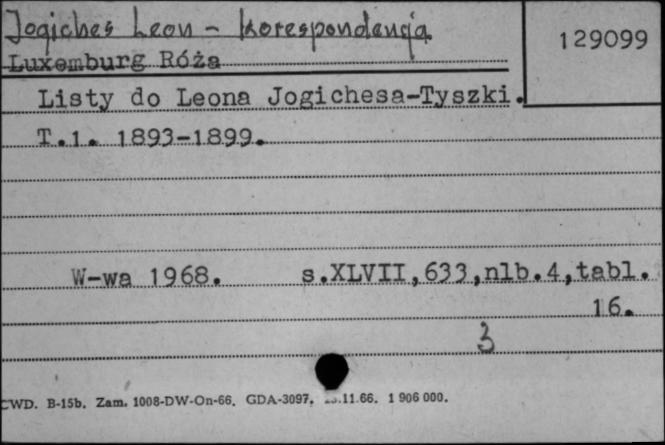 Jogiches Leon - Korespondencja
129099
Luxemburg Róża
Listy do Leona Jogichesa-Tyszki.
T.1. 1893-1899.
W-wa 1968. s.XLVII,633,nlb.4,tabl.
16.
3
CWD. B-15b. Zam. 1008-DW-On-66. GDA-3097. .11.66. 1 906 000.